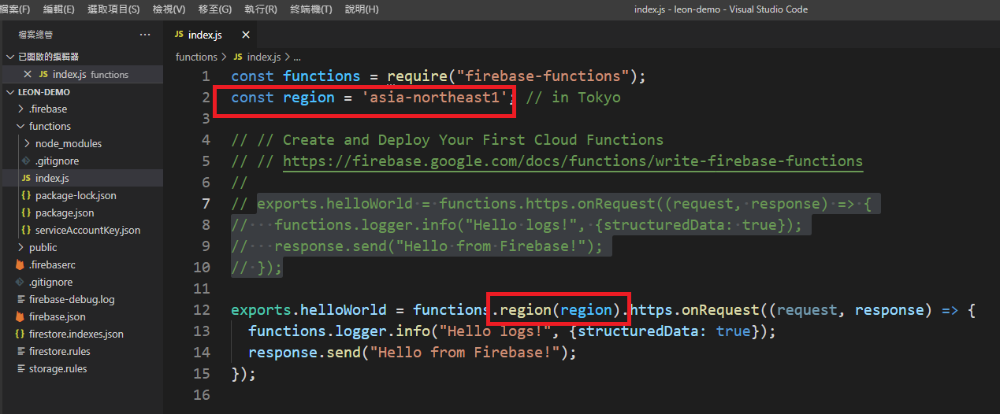 檔案(F) 編輯(E) 選取項目(S) 檢視(V) 移至(G) 執行(R) 終端機(T) 說明(H) index.js - leon-demo - Visual Studio Code
檔案總管 ···
JS index.js ×
已開啟的編輯器
functions > JS index.js > ...
× JS index.js functions
LEON-DEMO
.firebase
functions
node_modules
.gitignore
JS index.js
{} package-lock.json
{} package.json
{} serviceAccountKey.json
public
.firebaserc
.gitignore
firebase-debug.log
firebase.json
{} firestore.indexes.json
firestore.rules
storage.rules
1 const functions = require("firebase-functions");
2 const region = 'asia-northeast1'; // in Tokyo
3
4 // // Create and Deploy Your First Cloud Functions
5 // // https://firebase.google.com/docs/functions/write-firebase-functions
6 //
7 // exports.helloWorld = functions.https.onRequest((request, response) => {
8 //   functions.logger.info("Hello logs!", {structuredData: true});
9 //   response.send("Hello from Firebase!");
10 // });
11
12 exports.helloWorld = functions.region(region).https.onRequest((request, response) => {
13   functions.logger.info("Hello logs!", {structuredData: true});
14   response.send("Hello from Firebase!");
15 });
16